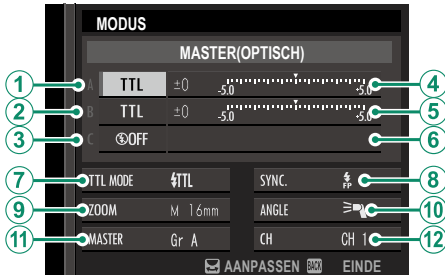 MODUS
MASTER(OPTISCH)
1 A TTL ±0 -5.0 +5.0 4
2 B TTL ±0 -5.0 +5.0 5
3 C OFF 6
7 TTL MODE TTL SYNC. FP 8
9 ZOOM M 16mm ANGLE 10
11 MASTER Gr A CH CH 1 12
AANPASSEN BACK EINDE